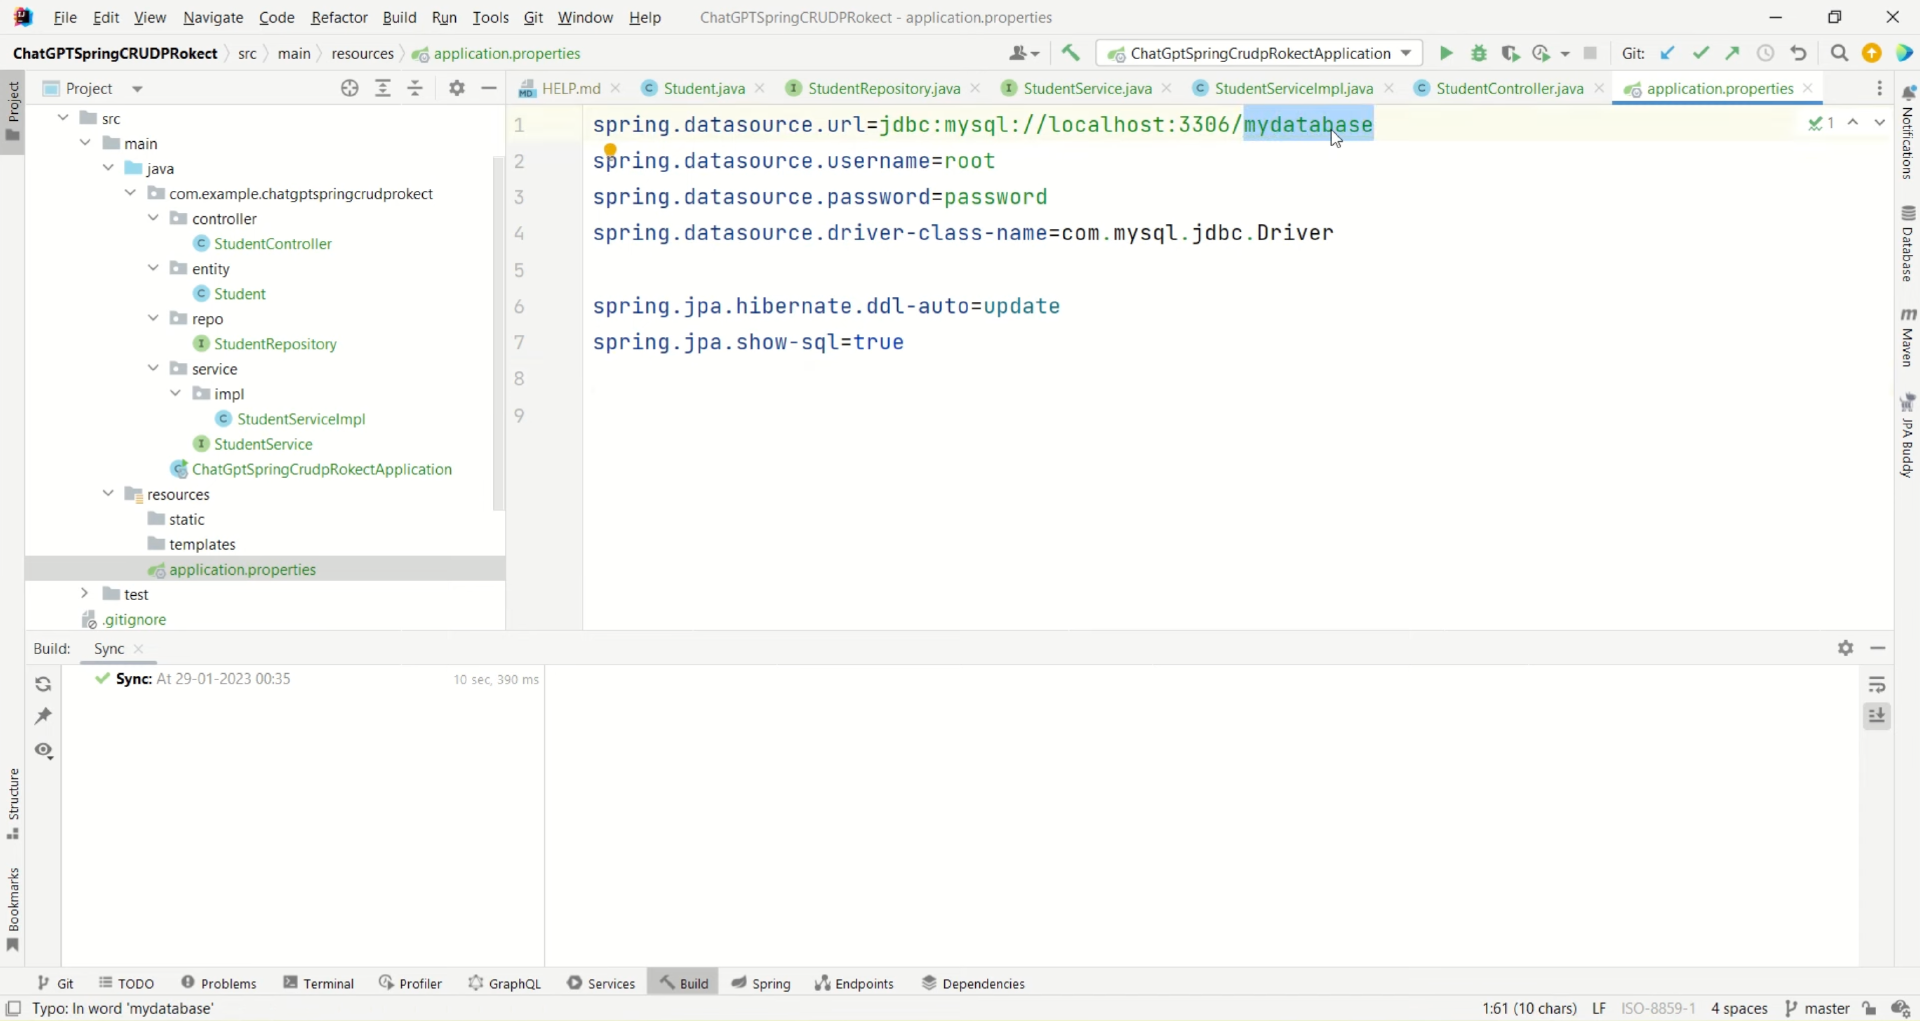 File Edit View Navigate Code Refactor Build Run Tools Git Window Help ChatGPTSpringCRUDPRokect - application.properties
ChatGPTSpringCRUDPRokect src main resources application.properties ChatGptSpringCrudpRokectApplication Git:
Project HELP.md Student.java StudentRepository.java StudentService.java StudentServiceImpl.java StudentController.java application.properties
src
main
java
com.example.chatgptspringcrudprokect
controller
StudentController
entity
Student
repo
StudentRepository
service
impl
StudentServiceImpl
StudentService
ChatGptSpringCrudpRokectApplication
resources
static
templates
application.properties
test
.gitignore
1 spring.datasource.url=jdbc:mysql://localhost:3306/mydatabase 1
2 spring.datasource.username=root
3 spring.datasource.password=password
4 spring.datasource.driver-class-name=com.mysql.jdbc.Driver
5
6 spring.jpa.hibernate.ddl-auto=update
7 spring.jpa.show-sql=true
8
9
Project
Structure
Bookmarks
Notifications
Database
m Maven
JPA Buddy
Build: Sync
Sync: At 29-01-2023 00:35 10 sec, 390 ms
Git TODO Problems Terminal Profiler GraphQL Services Build Spring Endpoints Dependencies
Typo: In word 'mydatabase' 1:61 (10 chars) LF ISO-8859-1 4 spaces master